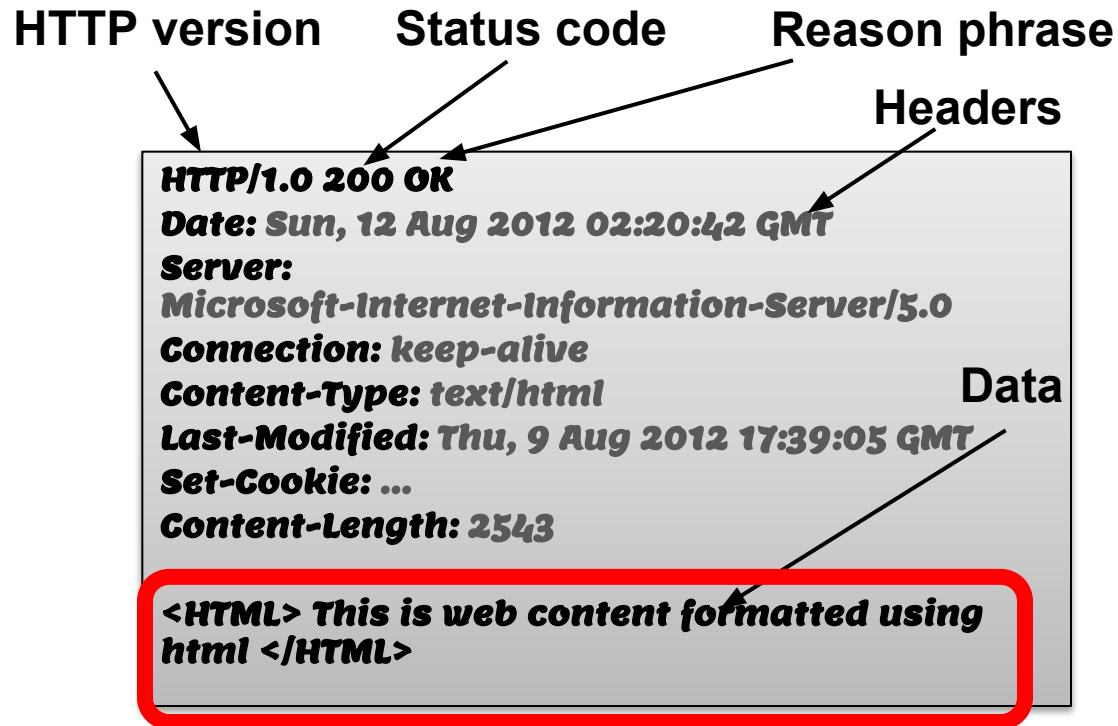 HTTP version Status code Reason phrase
Headers
HTTP/1.0 200 OK
Date: Sun, 12 Aug 2012 02:20:42 GMT
Server:
Microsoft-Internet-Information-Server/5.0
Connection: keep-alive
Content-Type: text/html
Data
Last-Modified: Thu, 9 Aug 2012 17:39:05 GMT
Set-Cookie: ...
Content-Length: 2543
<HTML> This is web content formatted using
html </HTML>